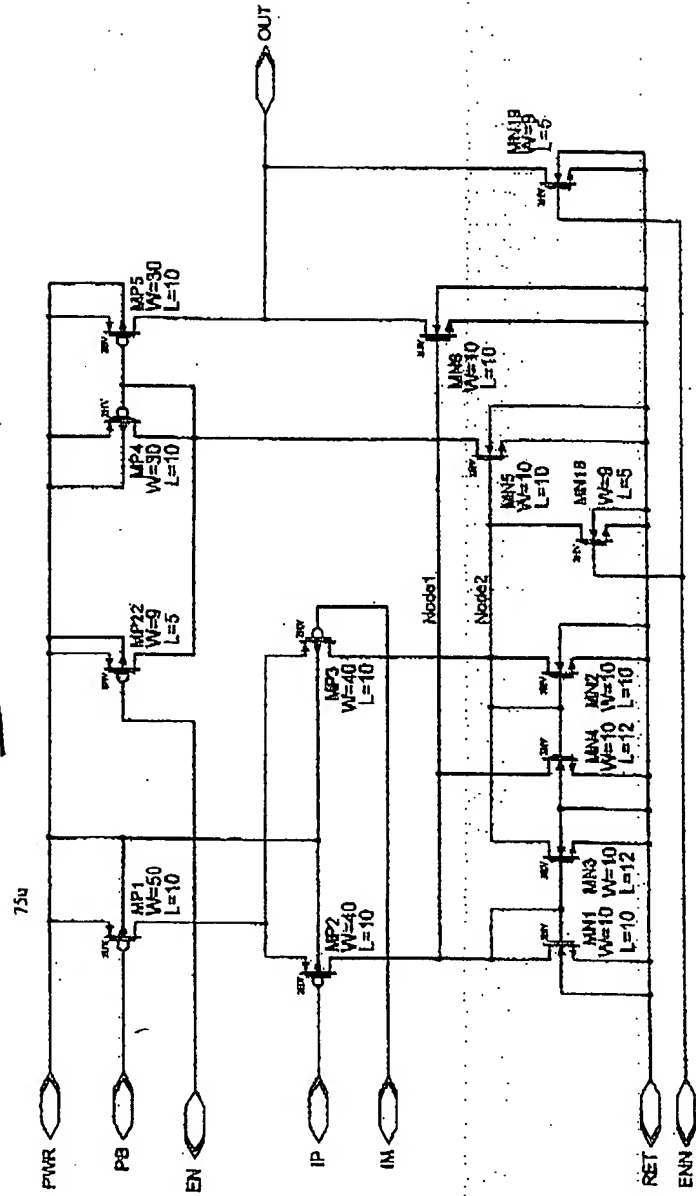 75u
PWR
PB
EN
IP
IM
RET
ENN
OUT
MP1
W=50
L=10
MP22
W=9
L=5
MP4
W=30
L=10
MP5
W=30
L=10
MP2
W=40
L=10
MP3
W=40
L=10
Node1
Node2
MN1
W=10
L=10
MN3
W=10
L=12
MN4
W=10
L=12
MN2
W=10
L=10
MN18
W=9
L=5
MN5
W=10
L=10
MN6
W=10
L=10
MN19
W=9
L=5